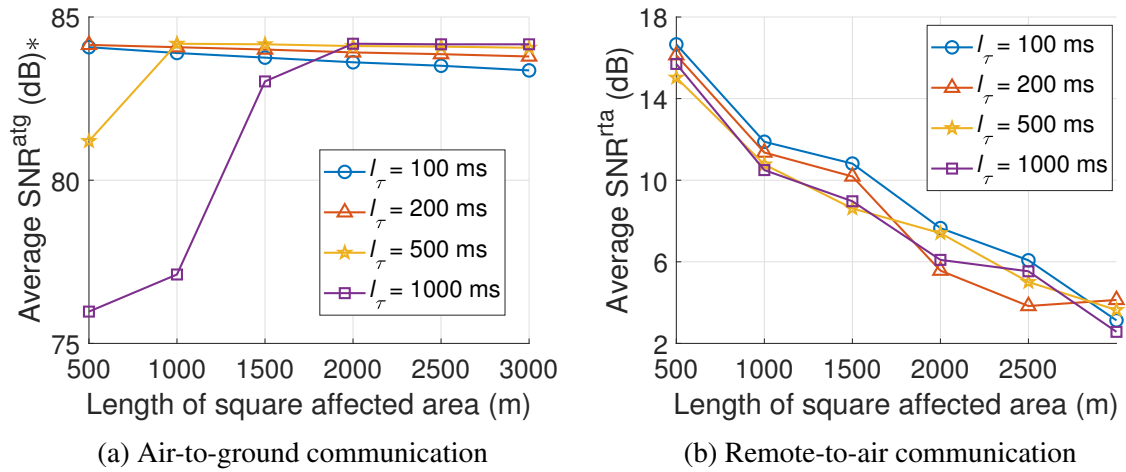 85
80
75
Average SNR^atg (dB)*
500 1000 1500 2000 2500 3000
Length of square affected area (m)
l_τ = 100 ms
l_τ = 200 ms
l_τ = 500 ms
l_τ = 1000 ms
(a) Air-to-ground communication
18
14
10
6
2
Average SNR^rta (dB)
500 1000 1500 2000 2500
Length of square affected area (m)
l_τ = 100 ms
l_τ = 200 ms
l_τ = 500 ms
l_τ = 1000 ms
(b) Remote-to-air communication